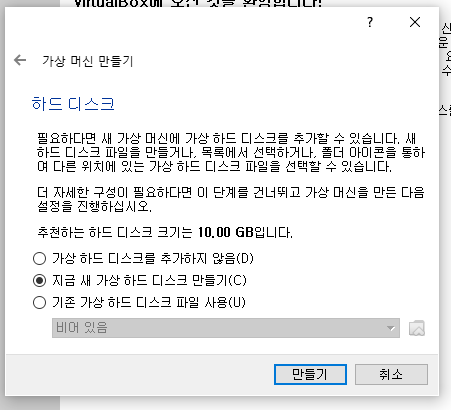 VirtualBox에 오신 것을 환영합니다!
?
가상 머신 만들기
하드 디스크
필요하다면 새 가상 머신에 가상 하드 디스크를 추가할 수 있습니다. 새
하드 디스크 파일을 만들거나, 목록에서 선택하거나, 폴더 아이콘을 통하
여 다른 위치에 있는 가상 하드 디스크 파일을 선택할 수 있습니다.
더 자세한 구성이 필요하다면 이 단계를 건너뛰고 가상 머신을 만든 다음
설정을 진행하십시오.
추천하는 하드 디스크 크기는 10,00 GB입니다.
가상 하드 디스크를 추가하지 않음(D)
지금 새 가상 하드 디스크 만들기(C)
기존 가상 하드 디스크 파일 사용(U)
비어 있음
만들기
취소